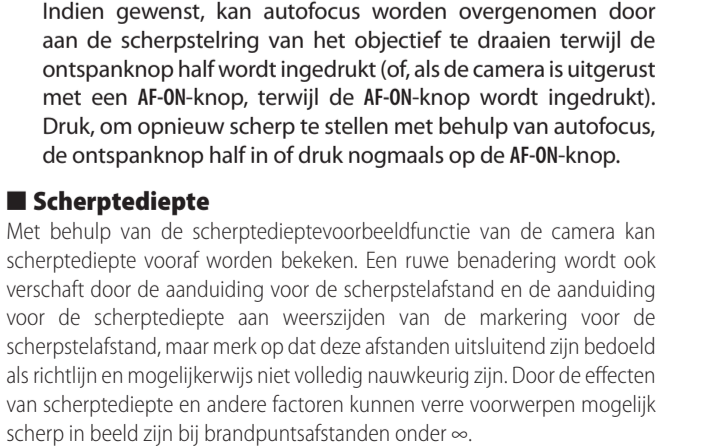 Indien gewenst, kan autofocus worden overgenomen door
aan de scherpstelring van het objectief te draaien terwijl de
ontspanknop half wordt ingedrukt (of, als de camera is uitgerust
met een AF-ON-knop, terwijl de AF-ON-knop wordt ingedrukt).
Druk, om opnieuw scherp te stellen met behulp van autofocus,
de ontspanknop half in of druk nogmaals op de AF-ON-knop.
■ Scherptediepte
Met behulp van de scherptedieptevoorbeeldfunctie van de camera kan
scherptediepte vooraf worden bekeken. Een ruwe benadering wordt ook
verschaft door de aanduiding voor de scherpstelafstand en de aanduiding
voor de scherptediepte aan weerszijden van de markering voor de
scherpstelafstand, maar merk op dat deze afstanden uitsluitend zijn bedoeld
als richtlijn en mogelijkerwijs niet volledig nauwkeurig zijn. Door de effecten
van scherptediepte en andere factoren kunnen verre voorwerpen mogelijk
scherp in beeld zijn bij brandpuntsafstanden onder ∞.